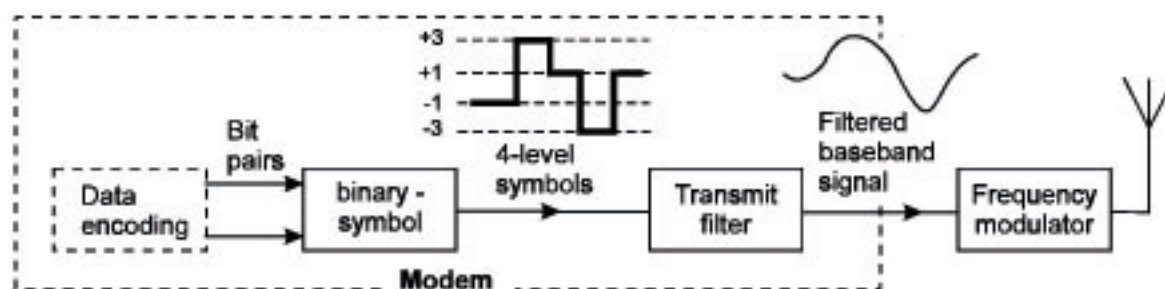 +3
+1
-1
-3
Bit
pairs
4-level
symbols
Filtered
baseband
signal
Data
encoding
binary -
symbol
Transmit
filter
Frequency
modulator
Modem